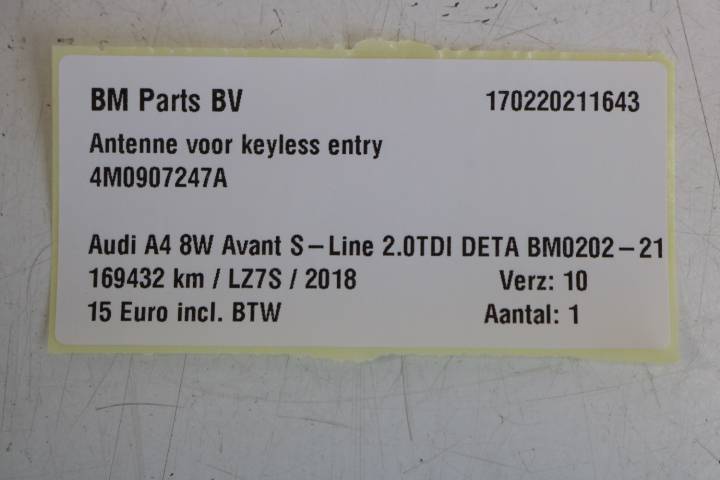 BM Parts BV 170220211643
Antenne voor keyless entry
4M0907247A
Audi A4 8W Avant S-Line 2.0TDI DETA BM0202-21
169432 km / LZ7S / 2018 Verz: 10
15 Euro incl. BTW Aantal: 1